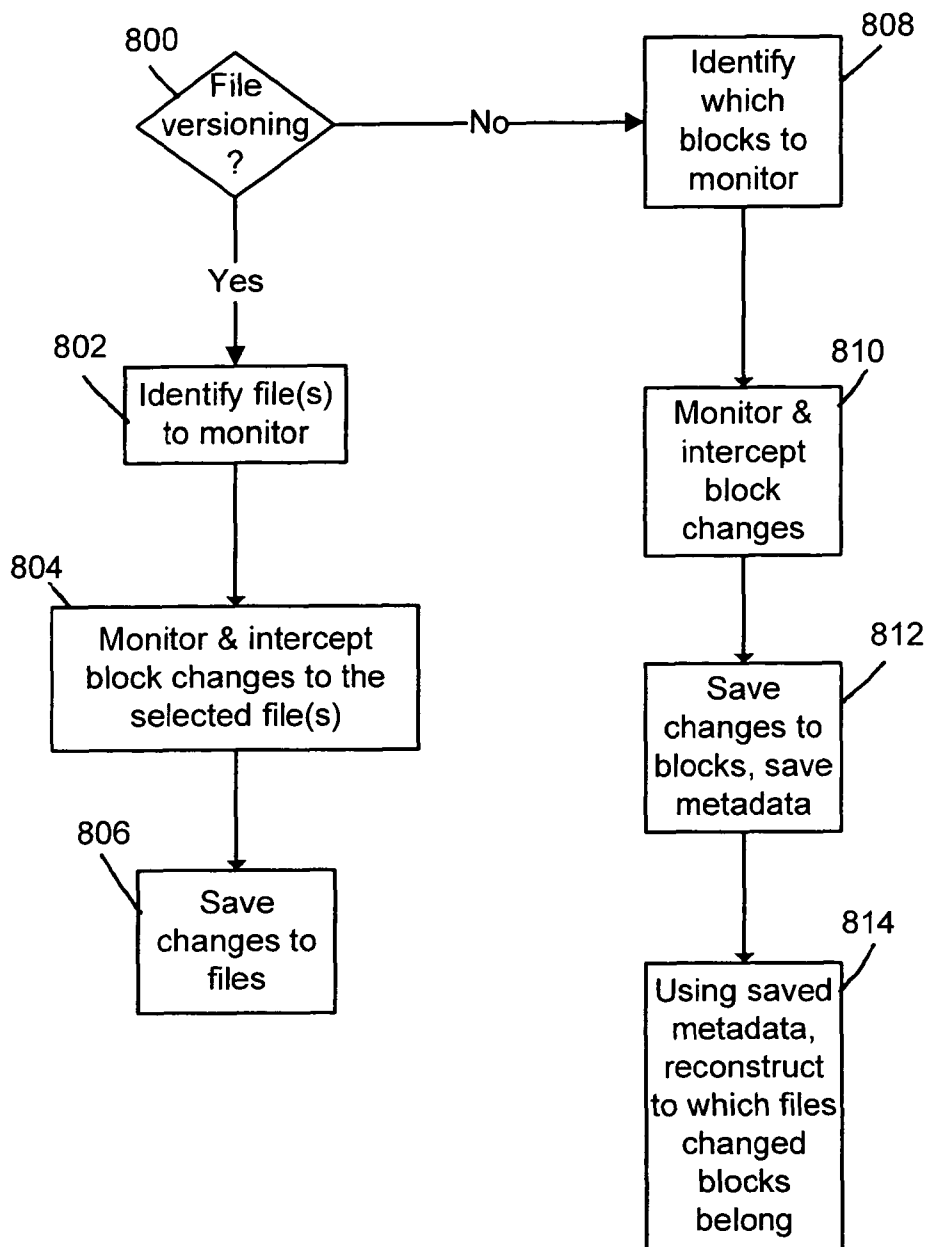 800
File
versioning
?
No
Yes
802
Identify file(s)
to monitor
804
Monitor & intercept
block changes to the
selected file(s)
806
Save
changes to
files
808
Identify
which
blocks to
monitor
810
Monitor &
intercept
block
changes
812
Save
changes to
blocks, save
metadata
814
Using saved
metadata,
reconstruct
to which files
changed
blocks
belong